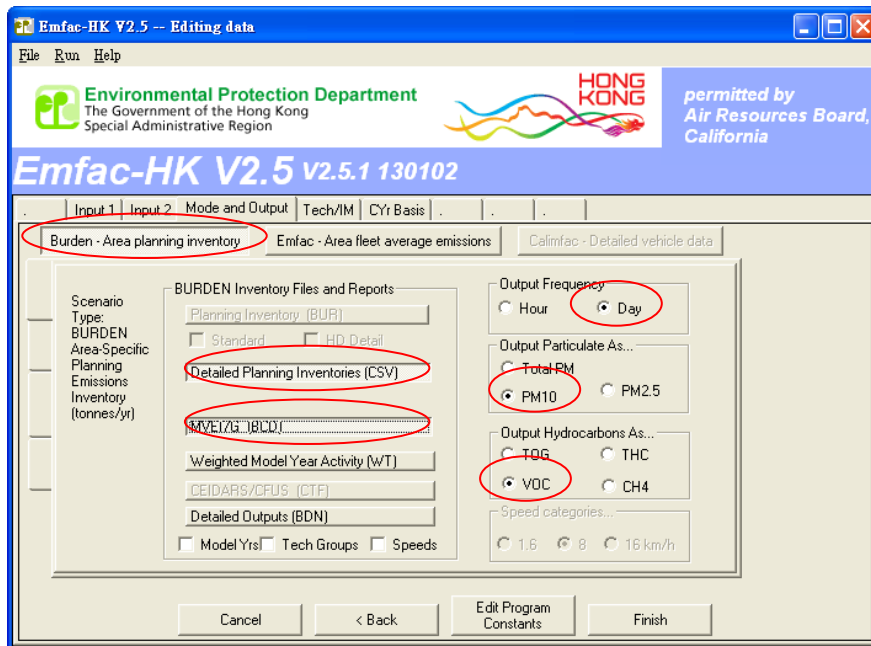 Emfac-HK V2.5 -- Editing data
File Run Help
Environmental Protection Department
The Government of the Hong Kong
Special Administrative Region
HONG
KONG
permitted by
Air Resources Board,
California
Emfac-HK V2.5 V2.5.1 130102
. Input 1 Input 2 Mode and Output Tech/IM CYr Basis . . .
Burden - Area planning inventory Emfac - Area fleet average emissions Calimfac - Detailed vehicle data
Scenario
Type:
BURDEN
Area-Specific
Planning
Emissions
Inventory
(tonnes/yr)
BURDEN Inventory Files and Reports
Planning Inventory (BUR)
Standard HD Detail
Detailed Planning Inventories (CSV)
MVEI7G (BCD)
Weighted Model Year Activity (WT)
CEIDARS/CFUS (CTF)
Detailed Outputs (BDN)
Model Yrs Tech Groups Speeds
Output Frequency
Hour Day
Output Particulate As...
Total PM
PM10 PM2.5
Output Hydrocarbons As...
TOG THC
VOC CH4
Speed categories...
1.6 8 16 km/h
Cancel < Back Edit Program Constants Finish